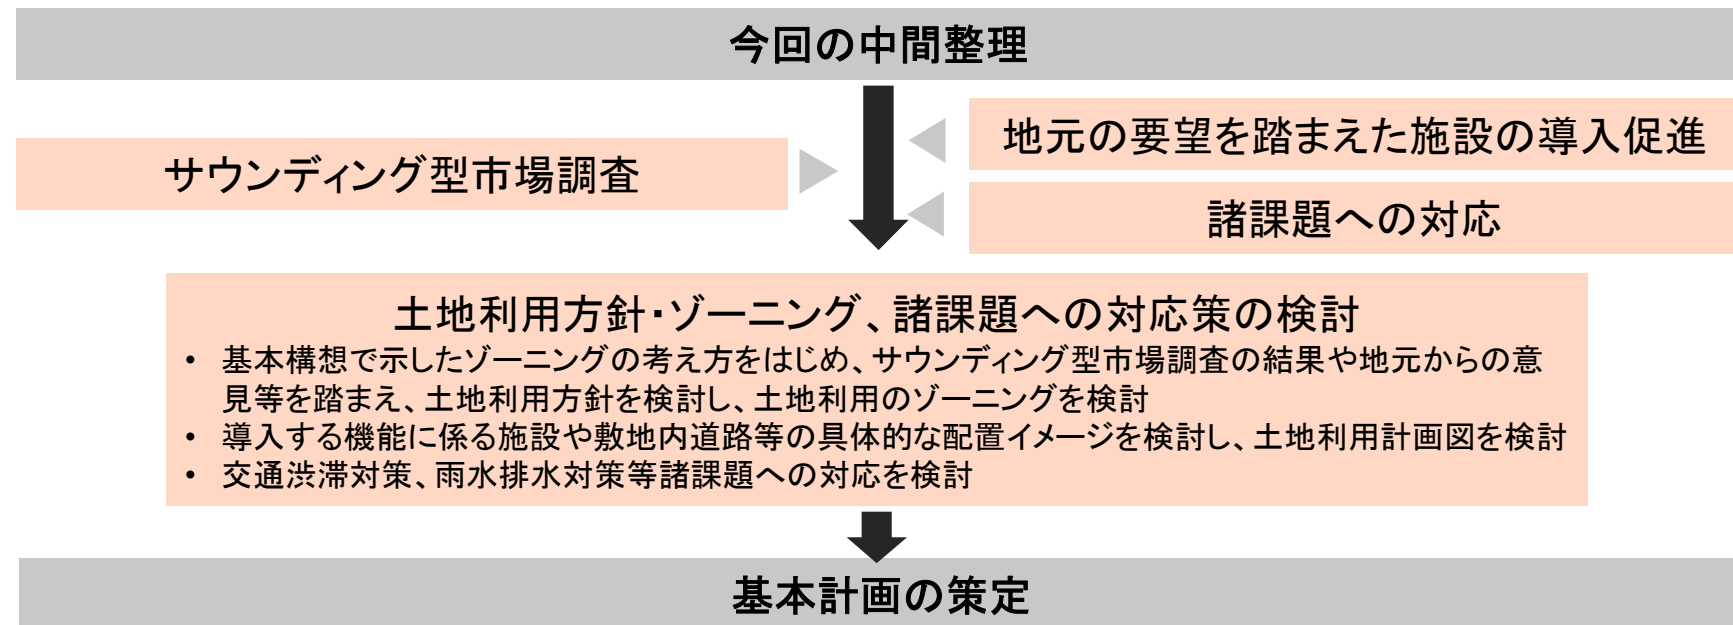 今回の中間整理
サウンディング型市場調査
地元の要望を踏まえた施設の導入促進
諸課題への対応
土地利用方針・ゾーニング、諸課題への対応策の検討
• 基本構想で示したゾーニングの考え方をはじめ、サウンディング型市場調査の結果や地元からの意
見等を踏まえ、土地利用方針を検討し、土地利用のゾーニングを検討
• 導入する機能に係る施設や敷地内道路等の具体的な配置イメージを検討し、土地利用計画図を検討
• 交通渋滞対策、雨水排水対策等諸課題への対応を検討
基本計画の策定